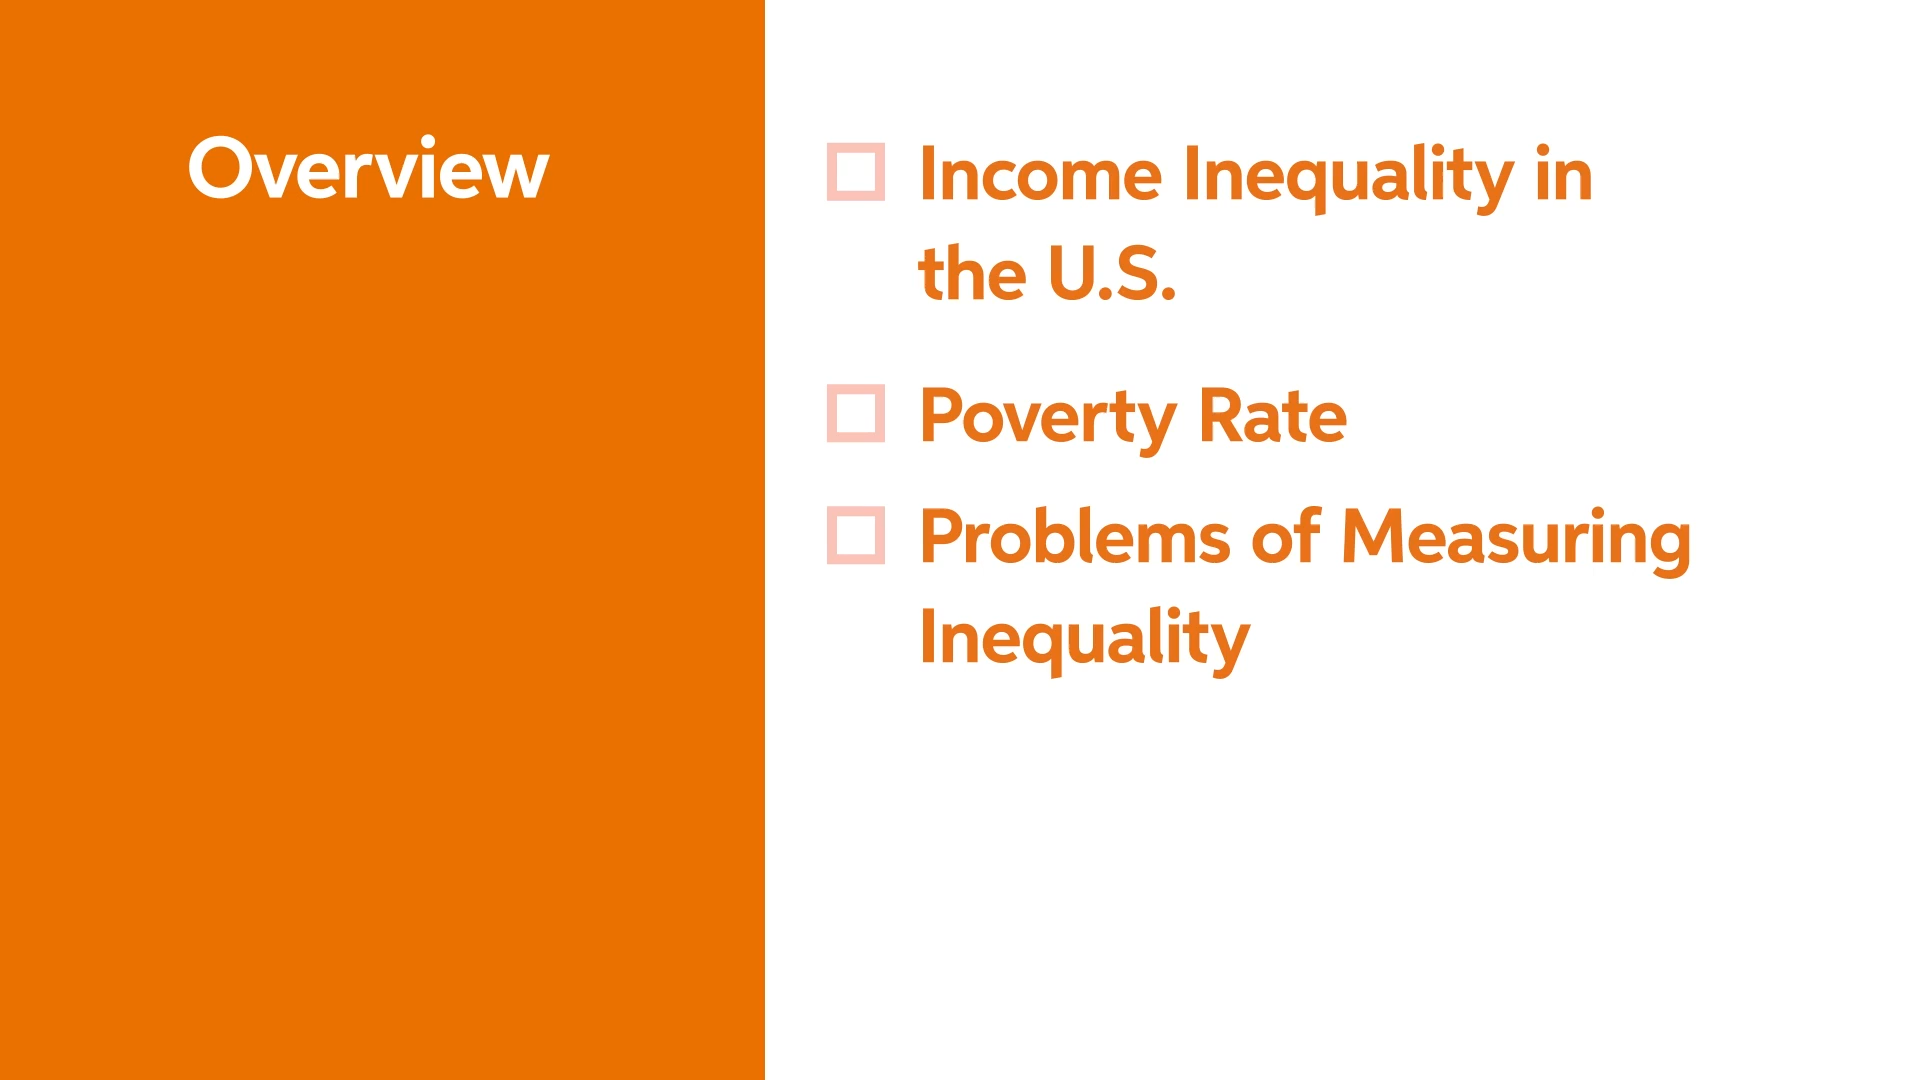 Overview
Income Inequality in
the U.S.
Poverty Rate
Problems of Measuring
Inequality